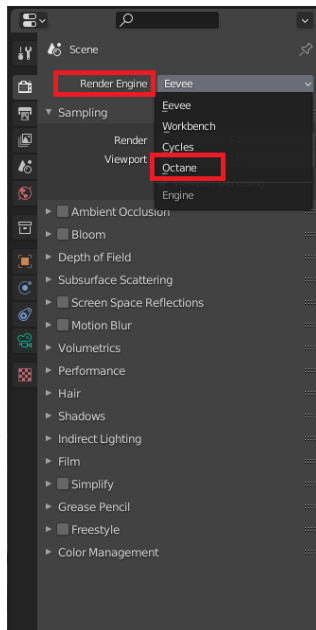 Scene
Render Engine Eevee
Eevee
Sampling
Workbench
Render
Cycles
Viewport
Octane
Engine
Ambient Occlusion
Bloom
Depth of Field
Subsurface Scattering
Screen Space Reflections
Motion Blur
Volumetrics
Performance
Hair
Shadows
Indirect Lighting
Film
Simplify
Grease Pencil
Freestyle
Color Management